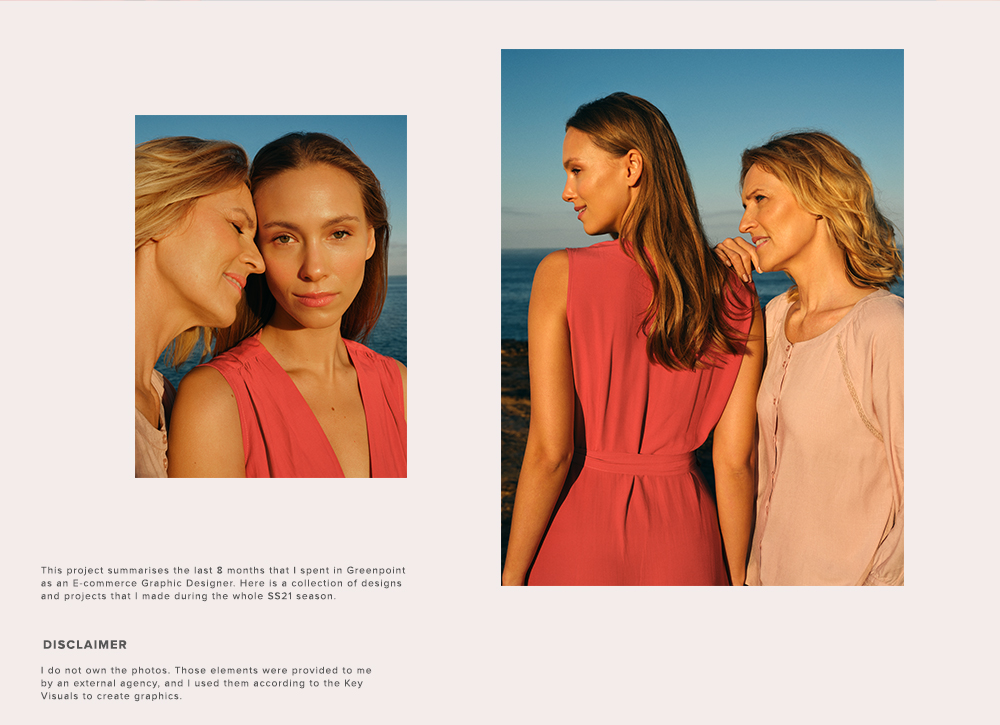 This project summarises the last 8 months that I spent in Greenpoint
as an E-commerce Graphic Designer. Here is a collection of designs
and projects that I made during the whole SS21 season.
DISCLAIMER
I do not own the photos. Those elements were provided to me
by an external agency, and I used them according to the Key
Visuals to create graphics.